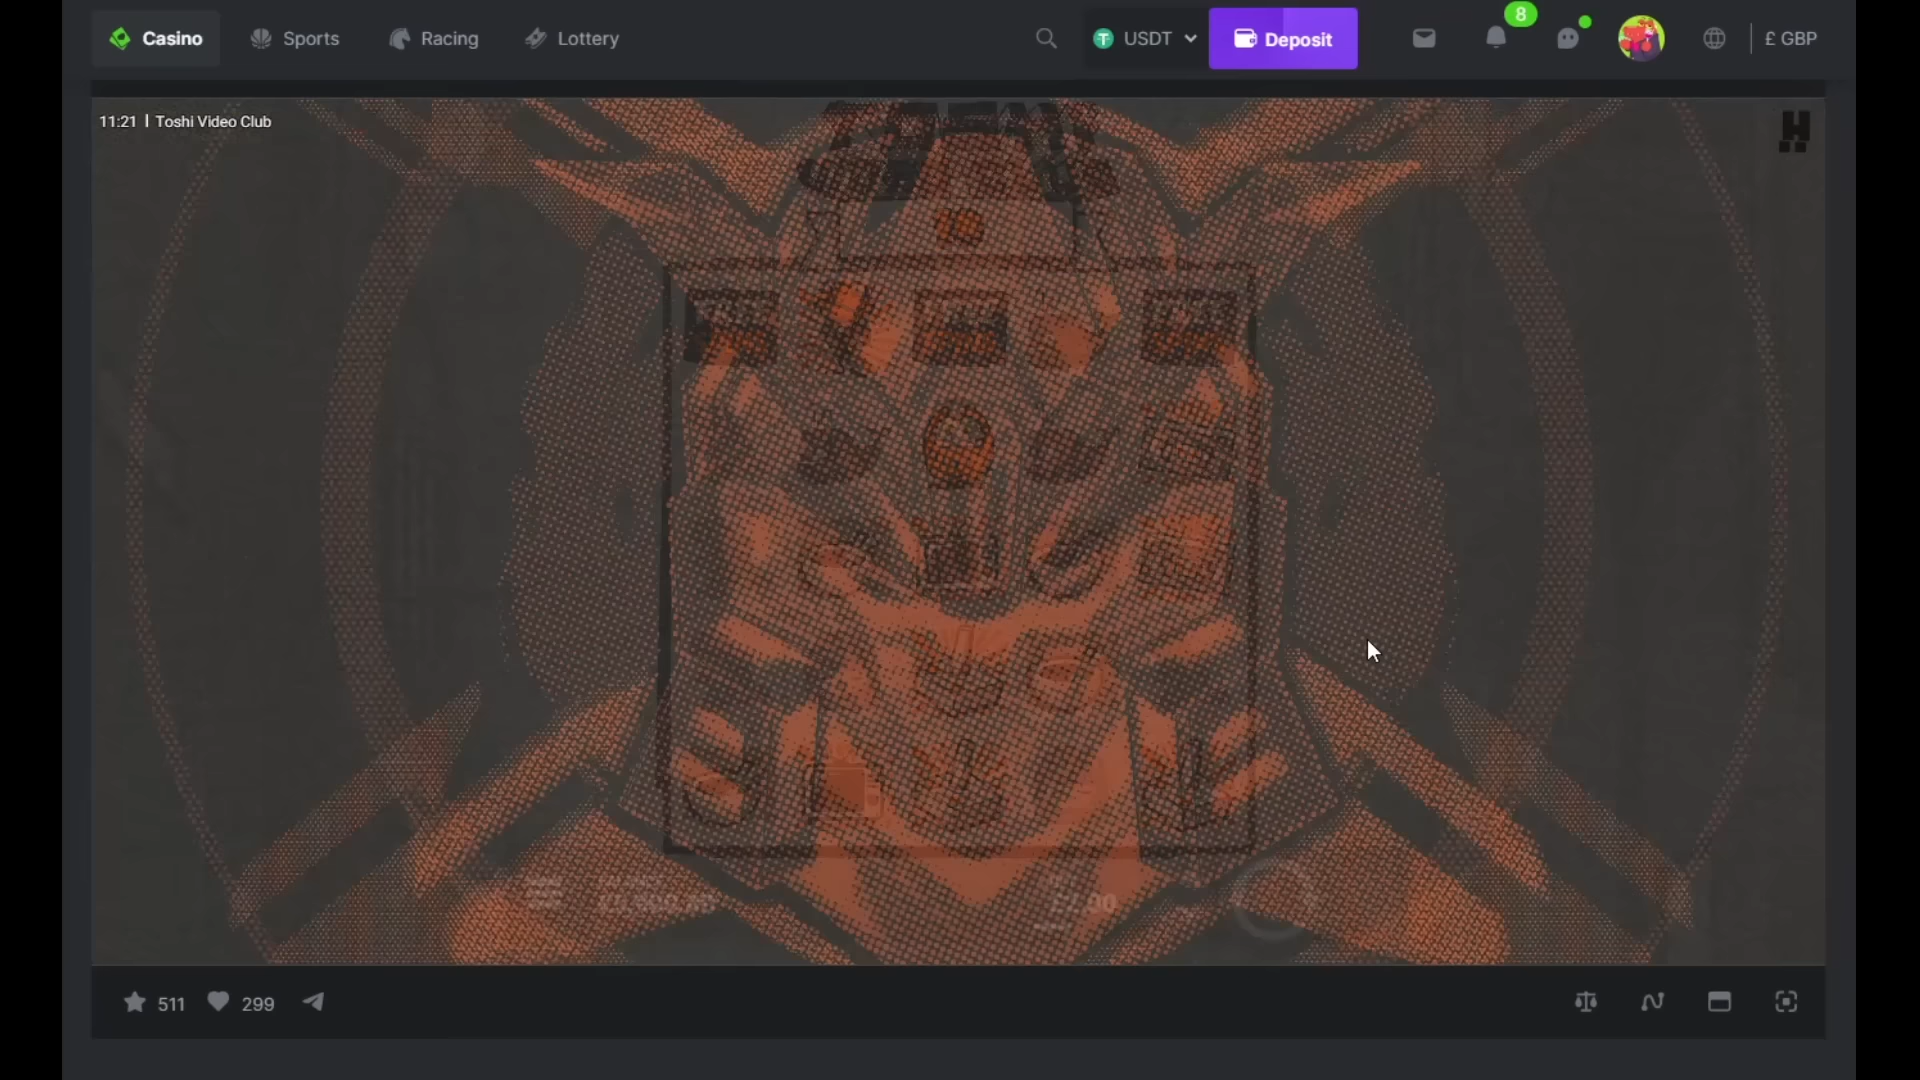 Casino
Sports
Racing
Lottery
USDT
Deposit
8
£ GBP
11:21 | Toshi Video Club
511
299